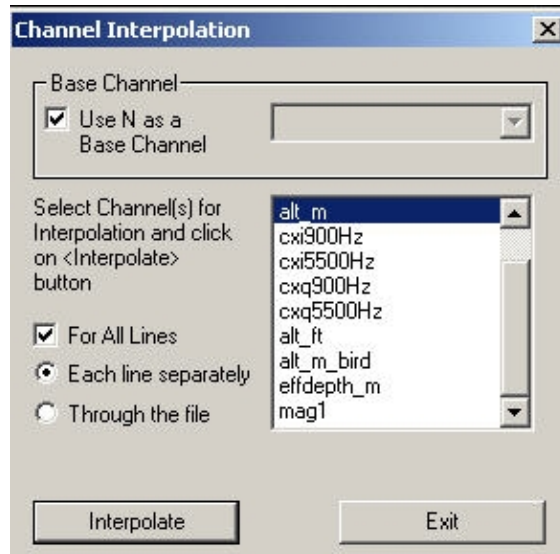 Channel Interpolation
Base Channel
Use N as a
Base Channel
Select Channel(s) for
Interpolation and click
on <Interpolate>
button
For All Lines
Each line separately
Through the file
alt_m
cxi900Hz
cxi5500Hz
cxq900Hz
cxq5500Hz
alt_ft
alt_m_bird
effdepth_m
mag1
Interpolate
Exit